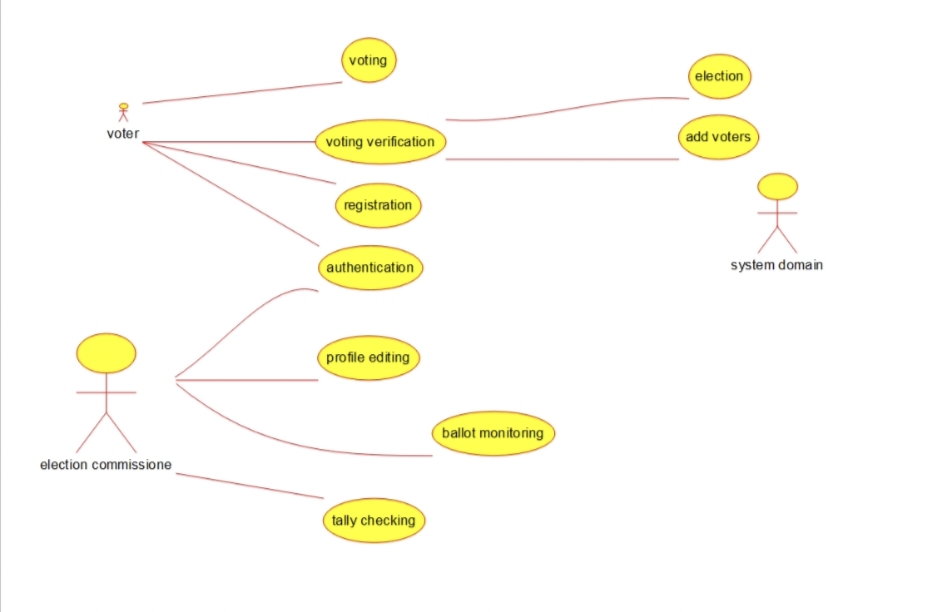 voting
election
voter
voting verification
add voters
registration
system domain
authentication
profile editing
ballot monitoring
election commissione
tally checking